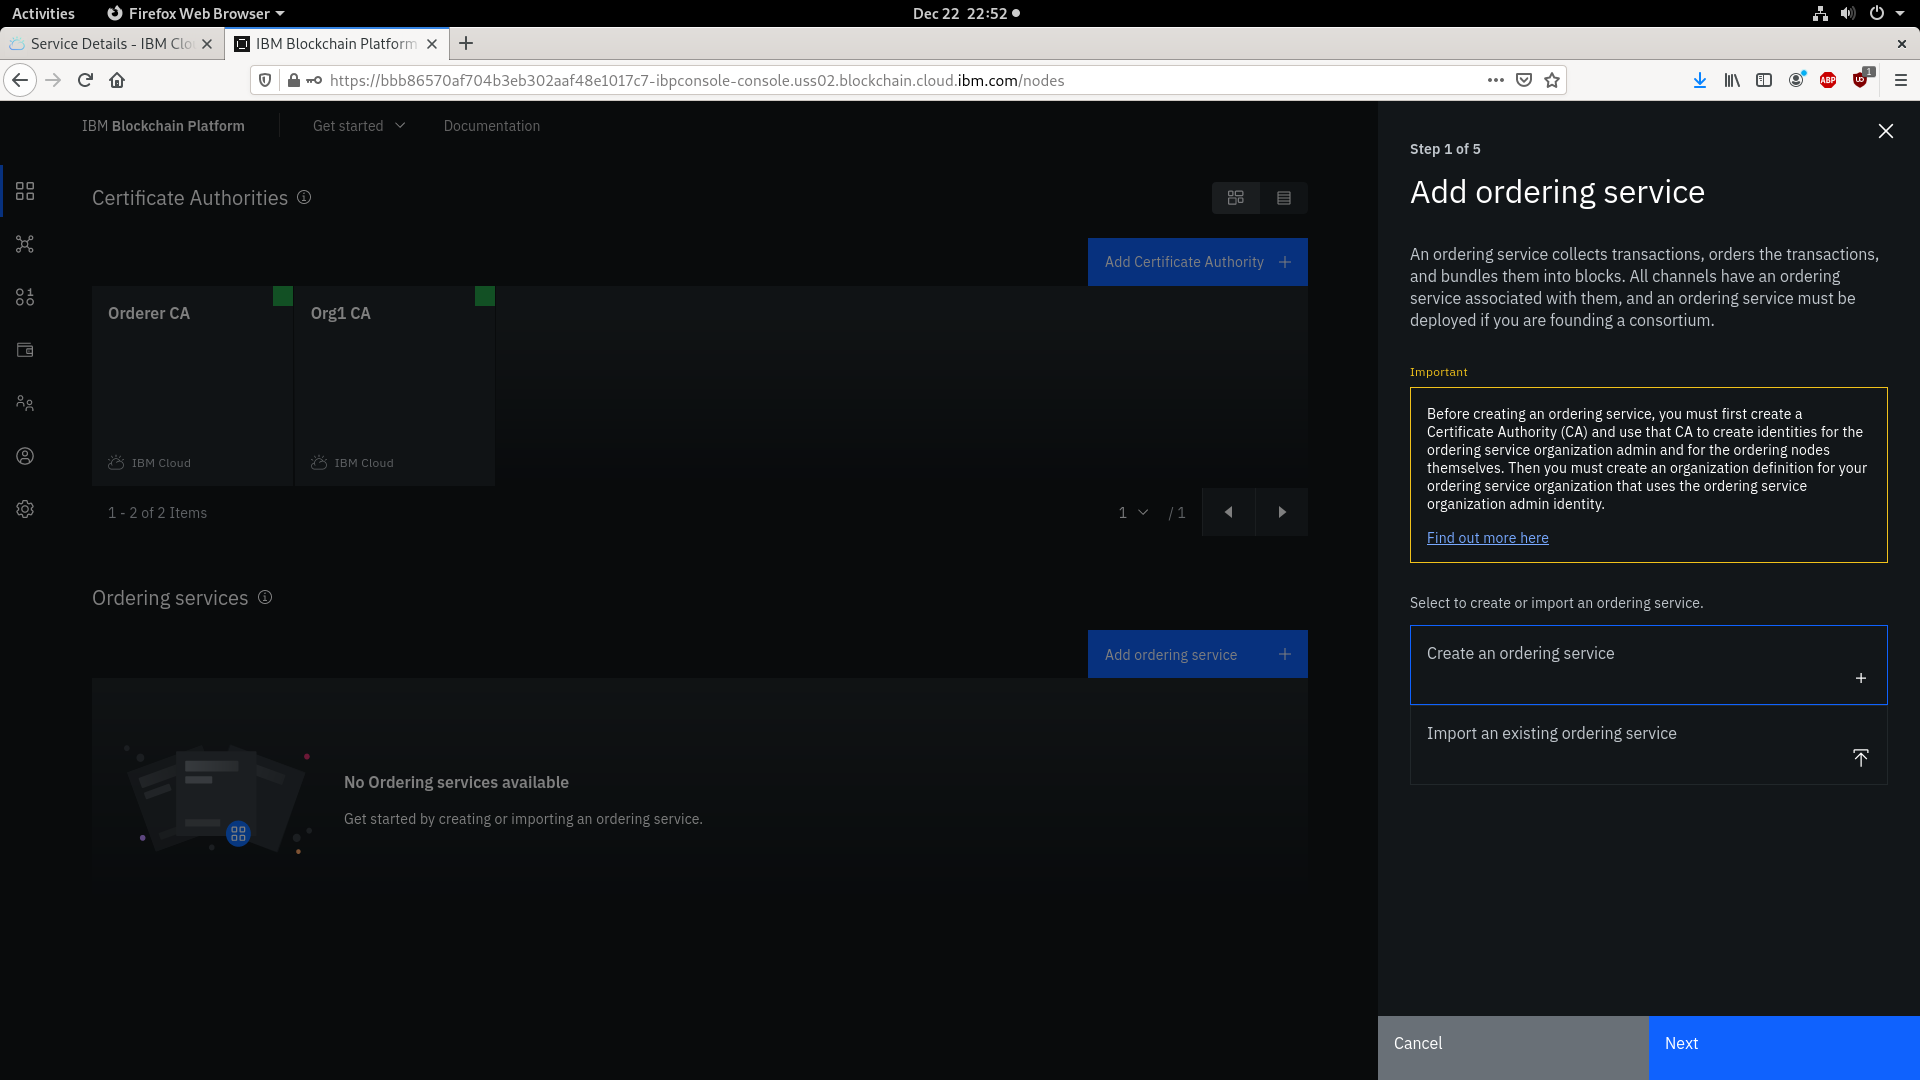 Activities
Firefox Web Browser
Dec 22 22:52
Service Details - IBM Clo
IBM Blockchain Platform
https://bbb86570af704b3eb302aaf48e1017c7-ibpconsole-console.uss02.blockchain.cloud.ibm.com/nodes
ABP
1
IBM Blockchain Platform
Get started
Documentation
Certificate Authorities
Add Certificate Authority
Orderer CA
Org1 CA
IBM Cloud
IBM Cloud
1 - 2 of 2 Items
1
/ 1
Ordering services
Add ordering service
No Ordering services available
Get started by creating or importing an ordering service.
Step 1 of 5
Add ordering service
An ordering service collects transactions, orders the transactions,
and bundles them into blocks. All channels have an ordering
service associated with them, and an ordering service must be
deployed if you are founding a consortium.
Important
Before creating an ordering service, you must first create a
Certificate Authority (CA) and use that CA to create identities for the
ordering service organization admin and for the ordering nodes
themselves. Then you must create an organization definition for your
ordering service organization that uses the ordering service
organization admin identity.
Find out more here
Select to create or import an ordering service.
Create an ordering service
Import an existing ordering service
Cancel
Next